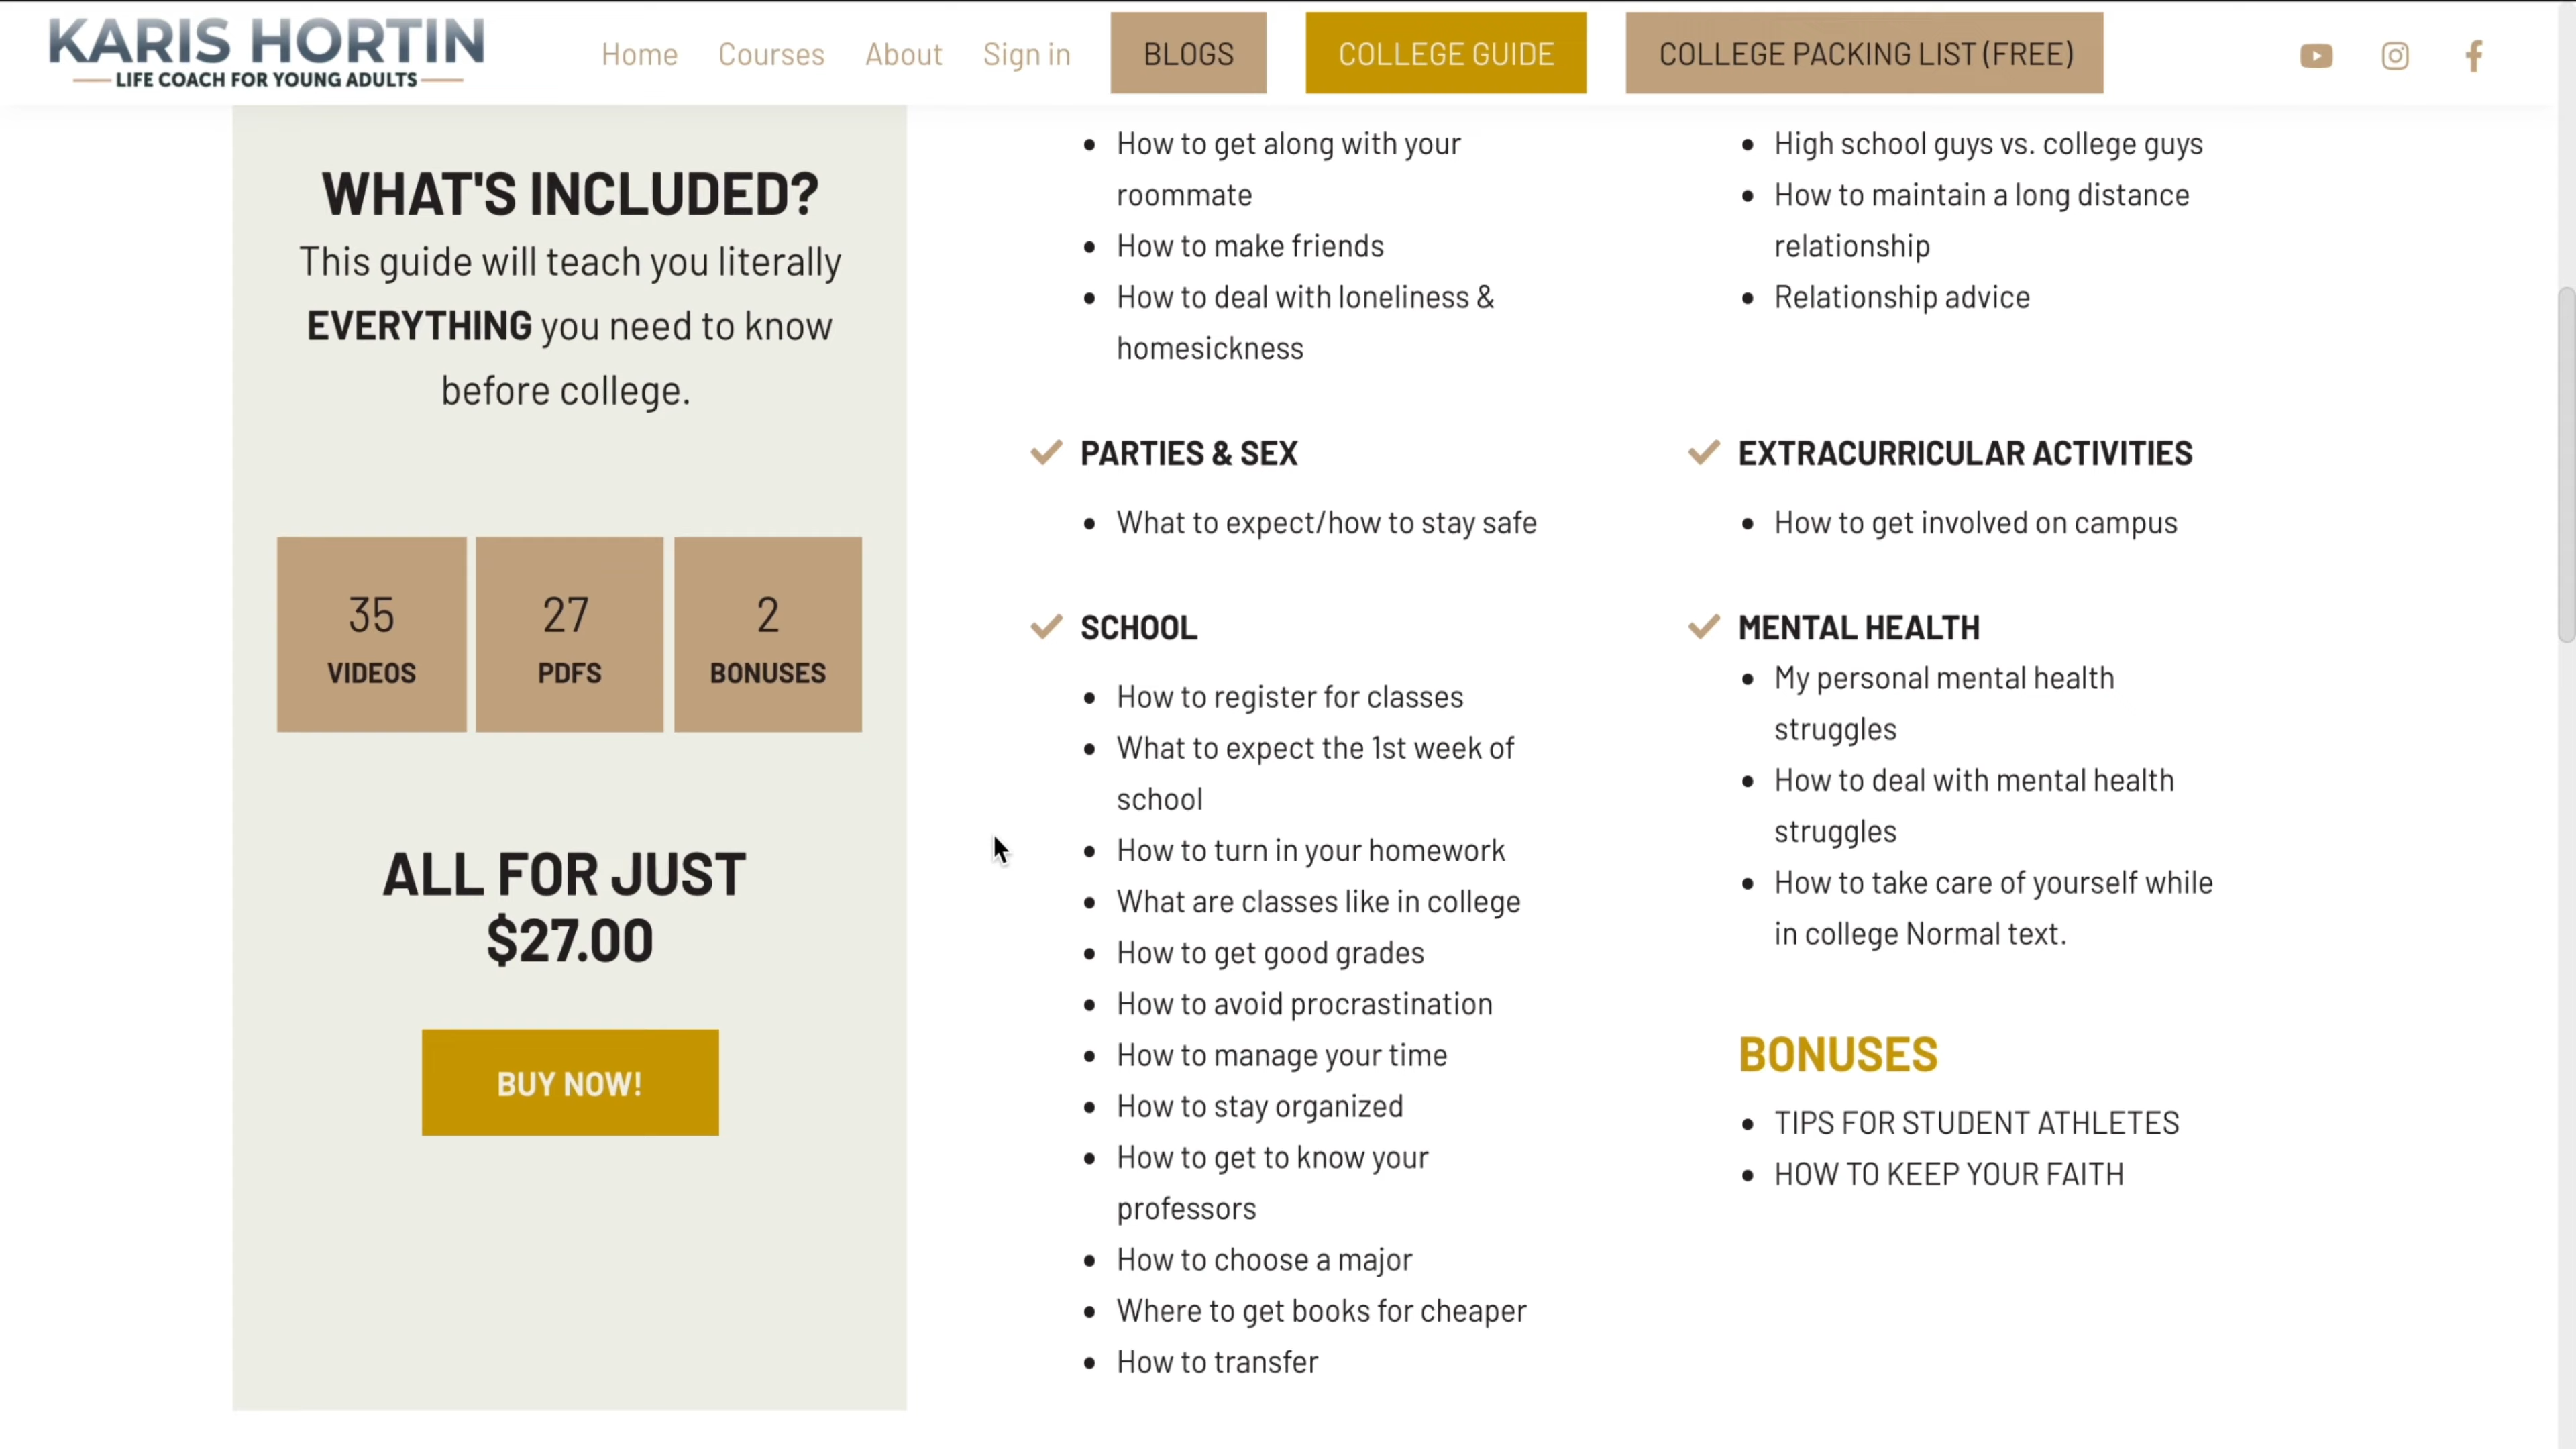 KARIS HORTIN
LIFE COACH FOR YOUNG ADULTS
Home
Courses
About
Sign in
BLOGS
COLLEGE GUIDE
COLLEGE PACKING LIST (FREE)
WHAT'S INCLUDED?
This guide will teach you literally
EVERYTHING you need to know
before college.
35
VIDEOS
27
PDFS
2
BONUSES
ALL FOR JUST
$27.00
BUY NOW!
How to get along with your
roommate
How to make friends
How to deal with loneliness &
homesickness
PARTIES & SEX
What to expect/how to stay safe
SCHOOL
How to register for classes
What to expect the 1st week of
school
How to turn in your homework
What are classes like in college
How to get good grades
How to avoid procrastination
How to manage your time
How to stay organized
How to get to know your
professors
How to choose a major
Where to get books for cheaper
How to transfer
High school guys vs. college guys
How to maintain a long distance
relationship
Relationship advice
EXTRACURRICULAR ACTIVITIES
How to get involved on campus
MENTAL HEALTH
My personal mental health
struggles
How to deal with mental health
struggles
How to take care of yourself while
in college Normal text.
BONUSES
TIPS FOR STUDENT ATHLETES
HOW TO KEEP YOUR FAITH